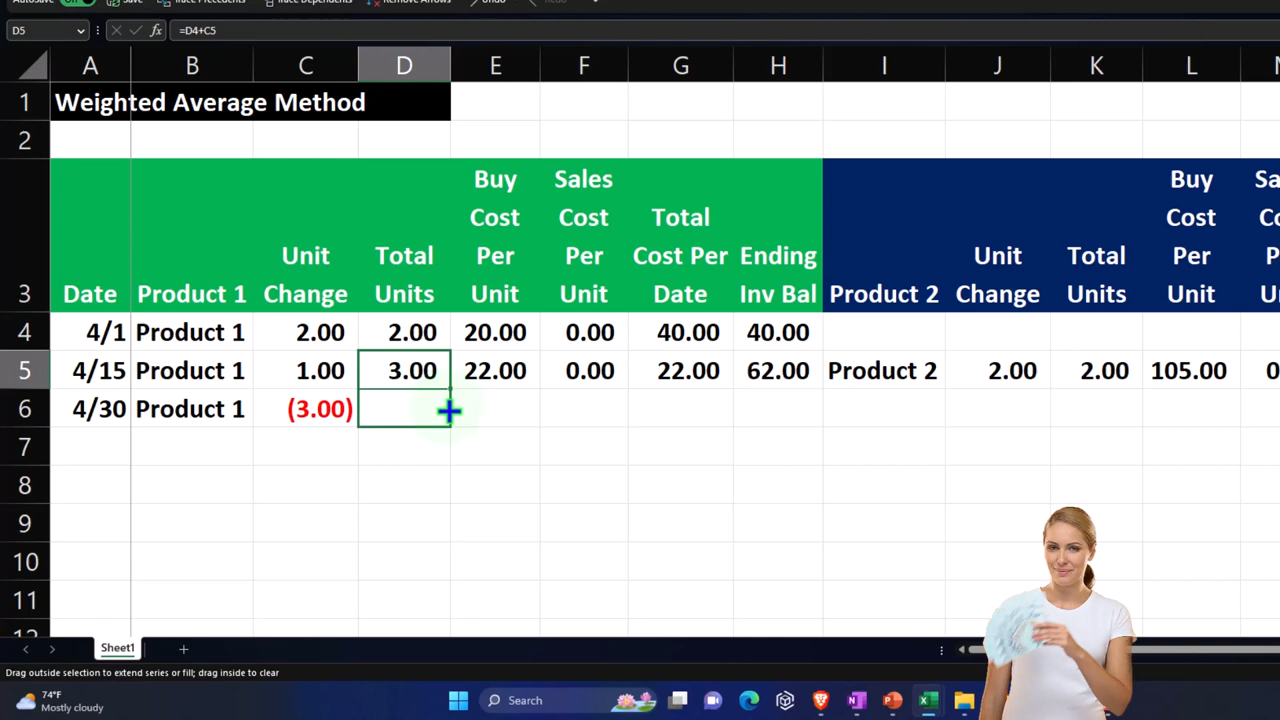 AutoSave On Save Trace Precedents Trace Dependents Remove Arrows Undo Redo
D5 fx =D4+C5
A B C D E F G H I J K L M
1 Weighted Average Method
2
Buy Sales Buy Sa
Cost Cost Total Cost Co
Unit Total Per Per Cost Per Ending Unit Total Per
3 Date Product 1 Change Units Unit Unit Date Inv Bal Product 2 Change Units Unit
4 4/1 Product 1 2.00 2.00 20.00 0.00 40.00 40.00
5 4/15 Product 1 1.00 3.00 22.00 0.00 22.00 62.00 Product 2 2.00 2.00 105.00 0
6 4/30 Product 1 (3.00)
7
8
9
10
11
Sheet1
Drag outside selection to extend series or fill; drag inside to clear
74°F
Mostly cloudy
Search